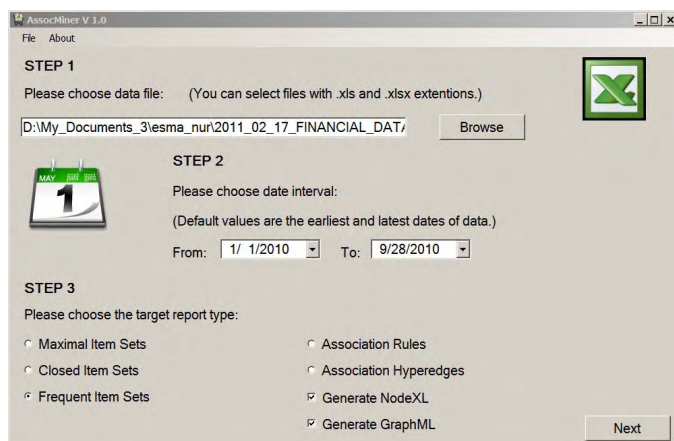 AssocMiner V 1.0
File About
STEP 1
Please choose data file: (You can select files with .xls and .xlsx extentions.)
D:\My_Documents_3\esma_nur\2011_02_17_FINANCIAL_DATA
Browse
MAY
1
STEP 2
Please choose date interval:
(Default values are the earliest and latest dates of data.)
From: 1/ 1/2010 To: 9/28/2010
STEP 3
Please choose the target report type:
Maximal Item Sets
Closed Item Sets
Frequent Item Sets
Association Rules
Association Hyperedges
Generate NodeXL
Generate GraphML
Next